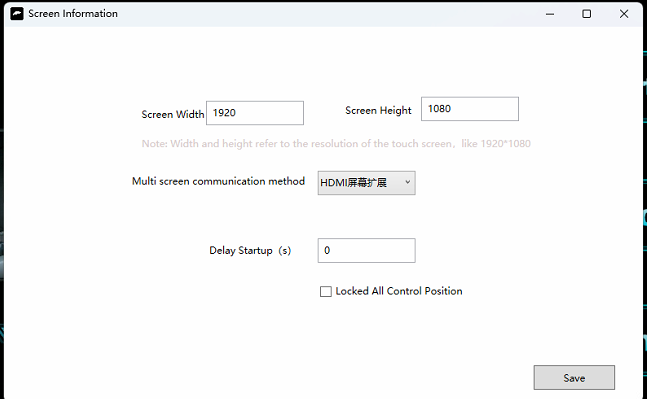 Screen Information
Screen Width 1920 Screen Height 1080
Note: Width and height refer to the resolution of the touch screen, like 1920*1080
Multi screen communication method HDMI屏幕扩展
Delay Startup（s） 0
Locked All Control Position
Save